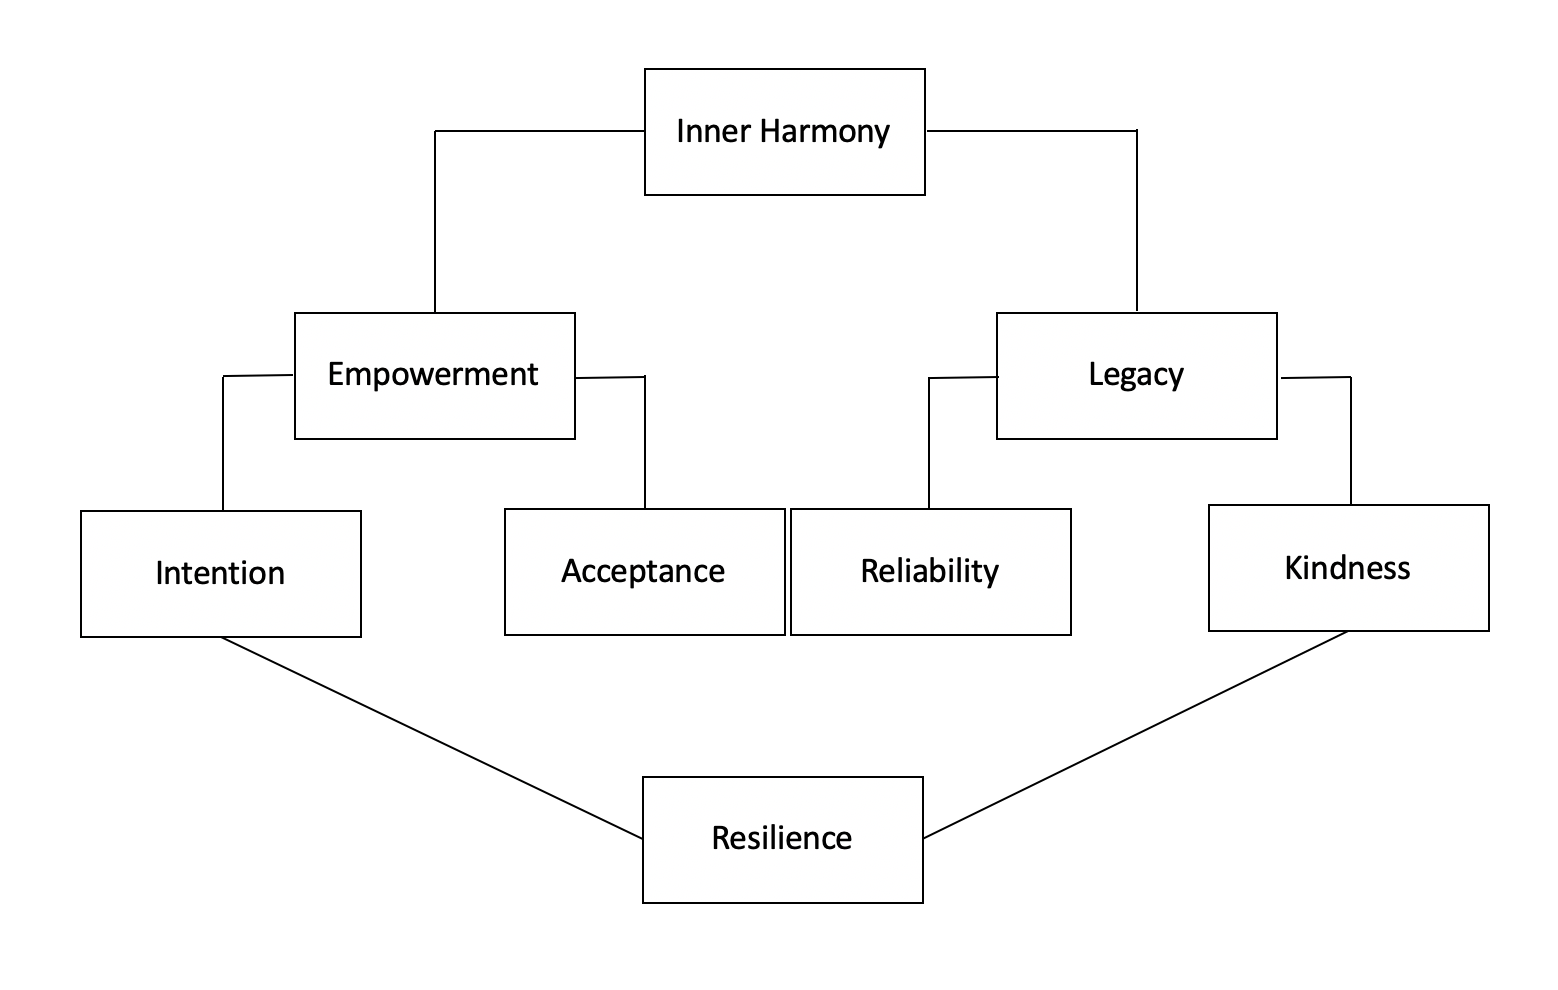 Inner Harmony
Empowerment
Legacy
Intention
Acceptance
Reliability
Kindness
Resilience